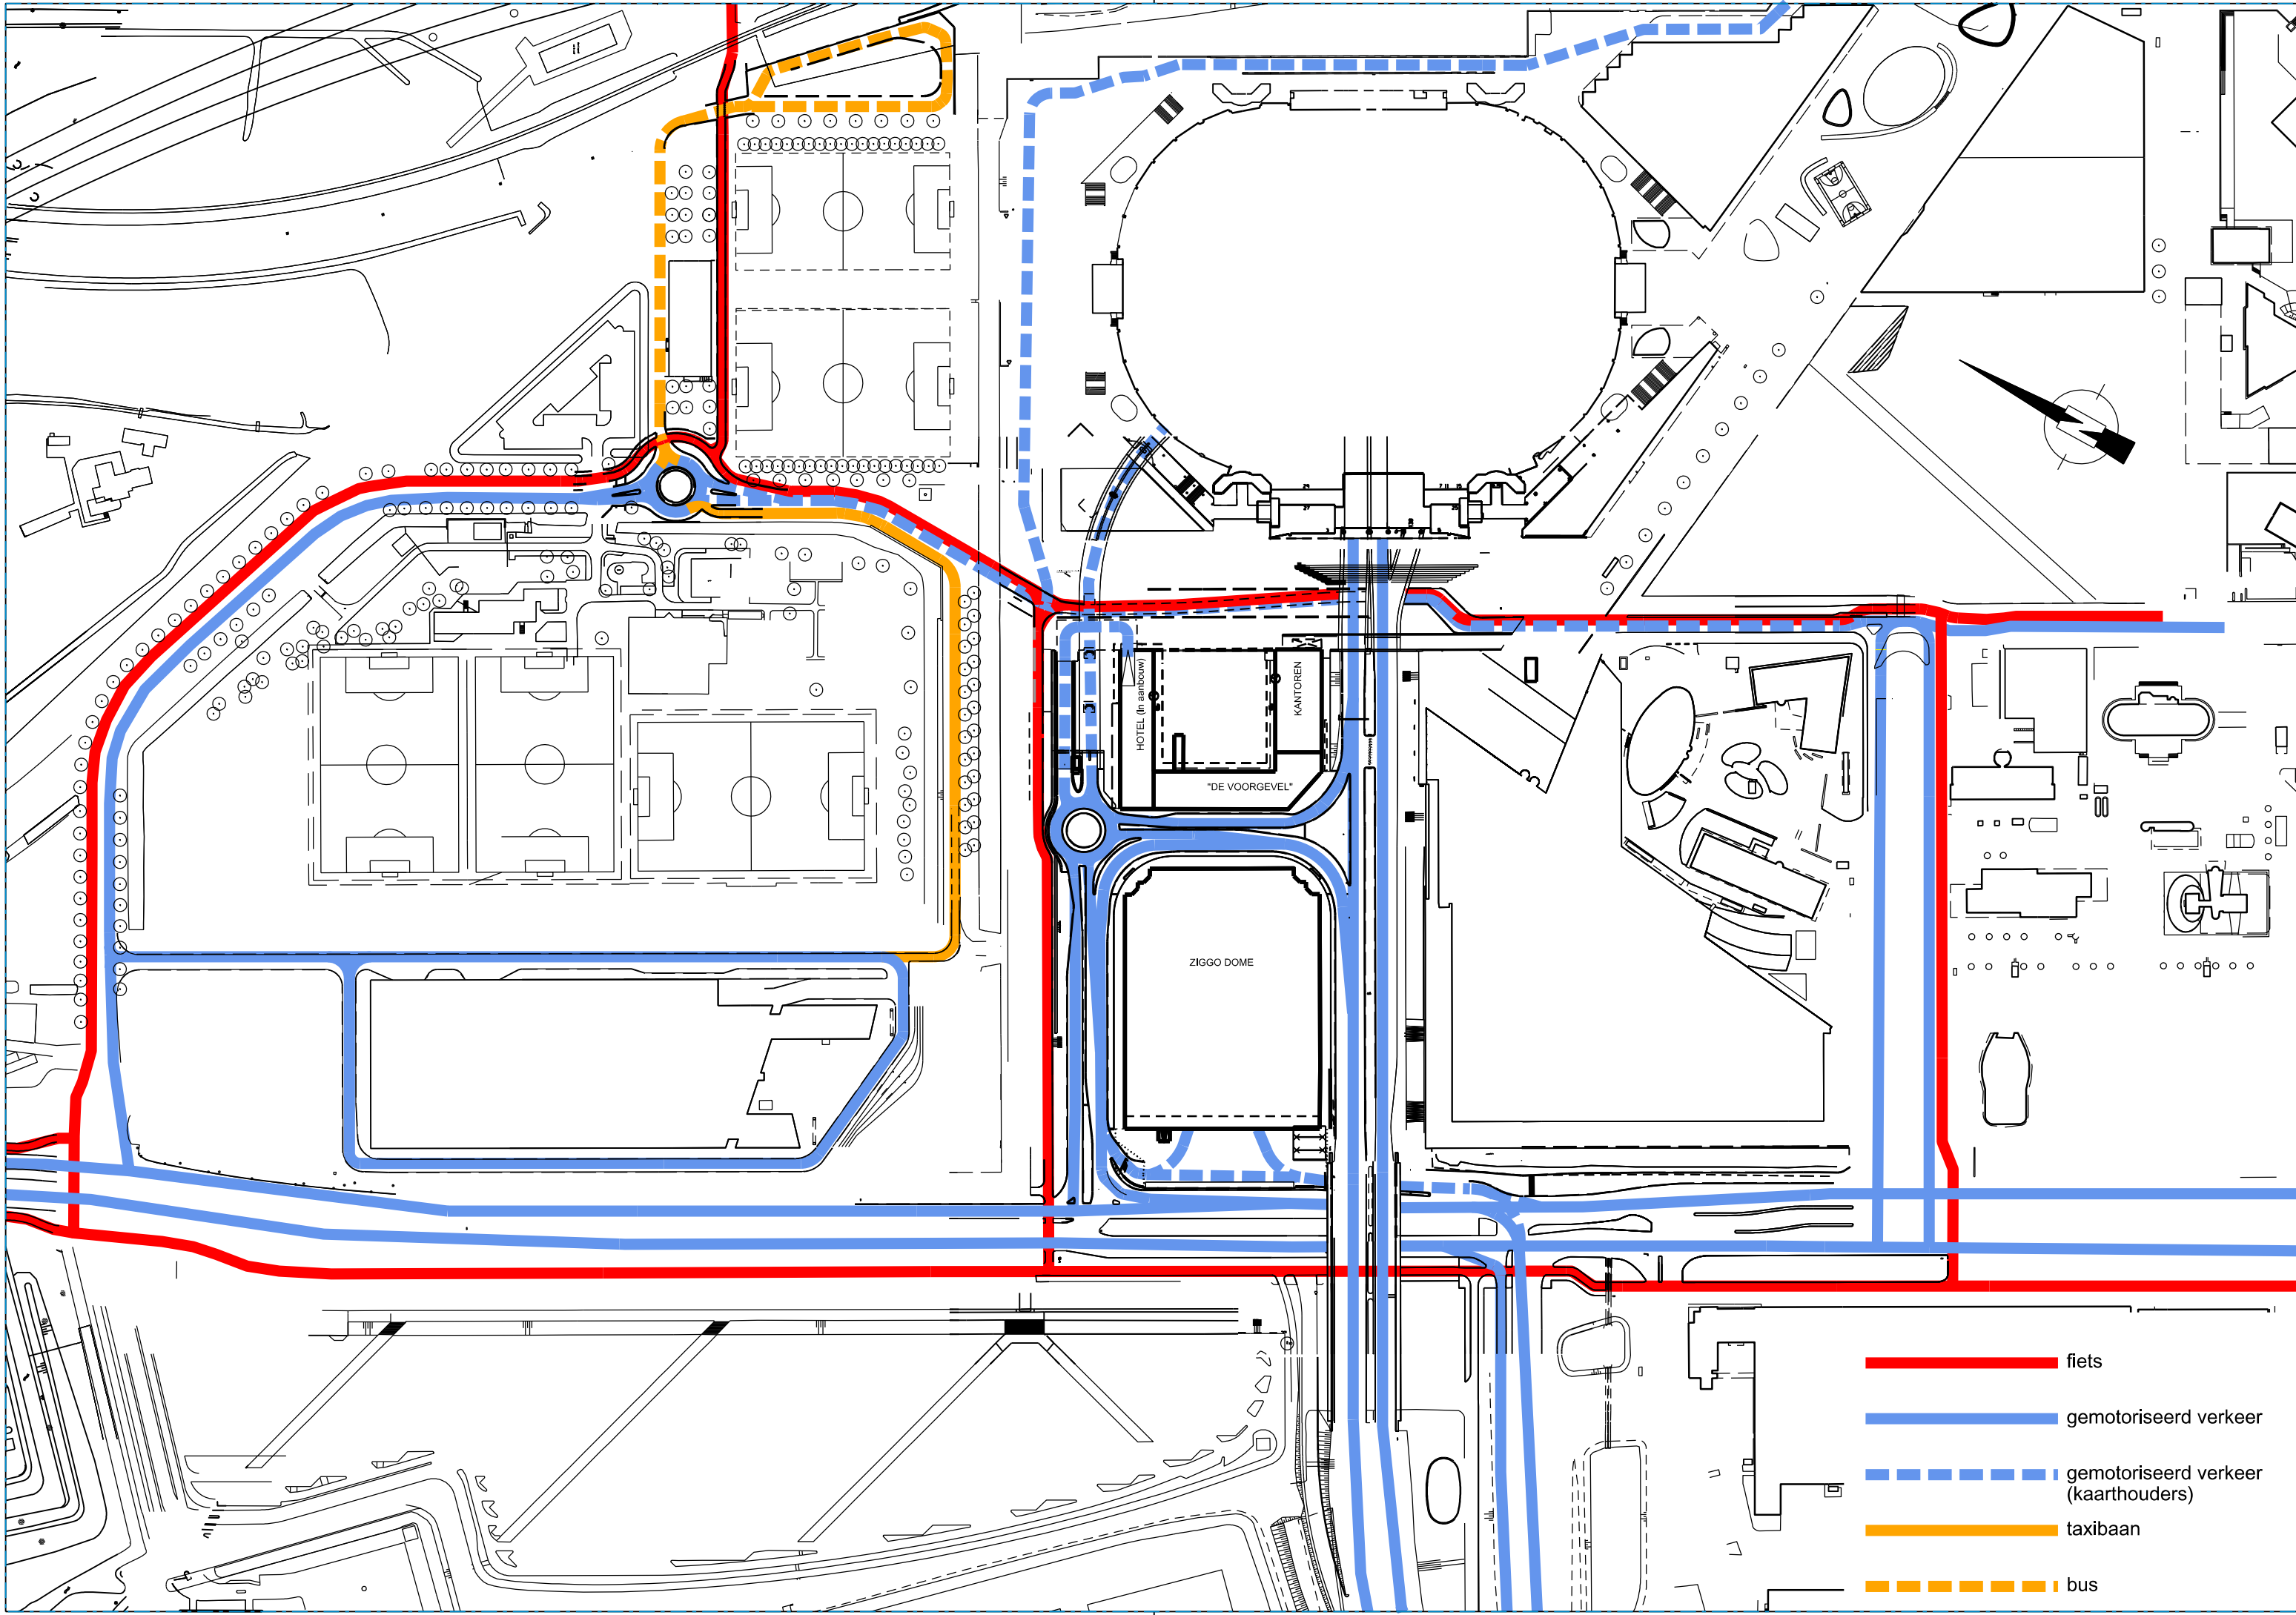 HOTEL (In aanbouw)
KANTOREN
"DE VOORGEVEL"
ZIGGO DOME
fiets
gemotoriseerd verkeer
gemotoriseerd verkeer
(kaarthouders)
taxibaan
bus